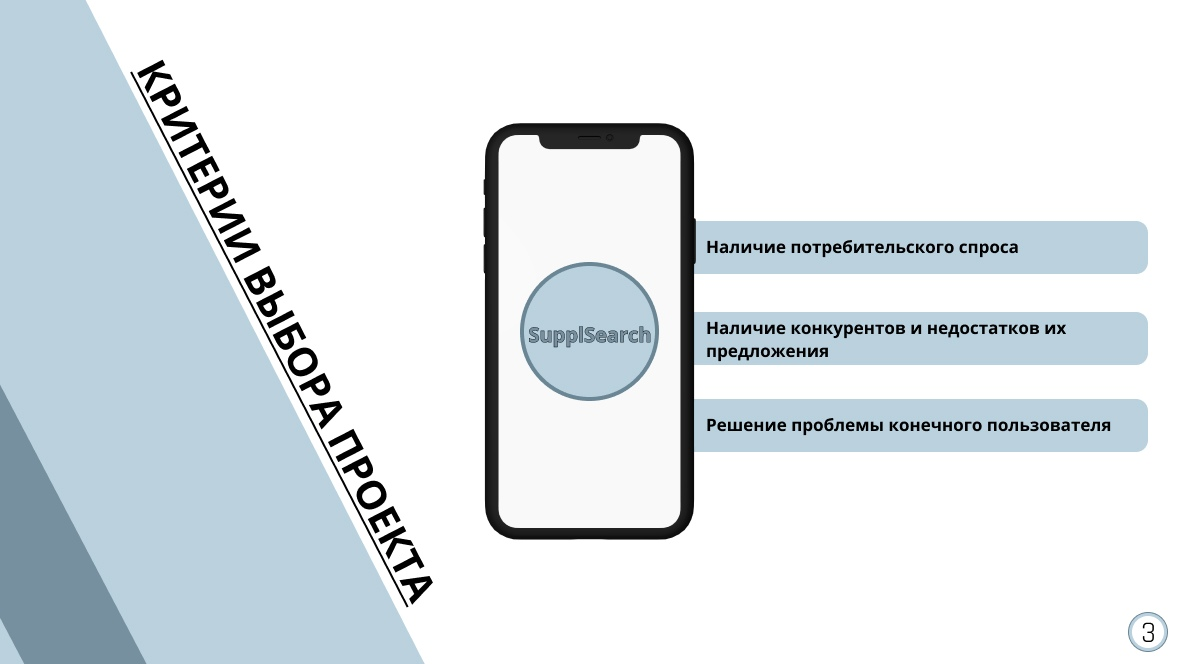 КРИТЕРИИ ВЫБОРА ПРОЕКТА
SupplSearch
Наличие потребительского спроса
Наличие конкурентов и недостатков их
предложения
Решение проблемы конечного пользователя
3